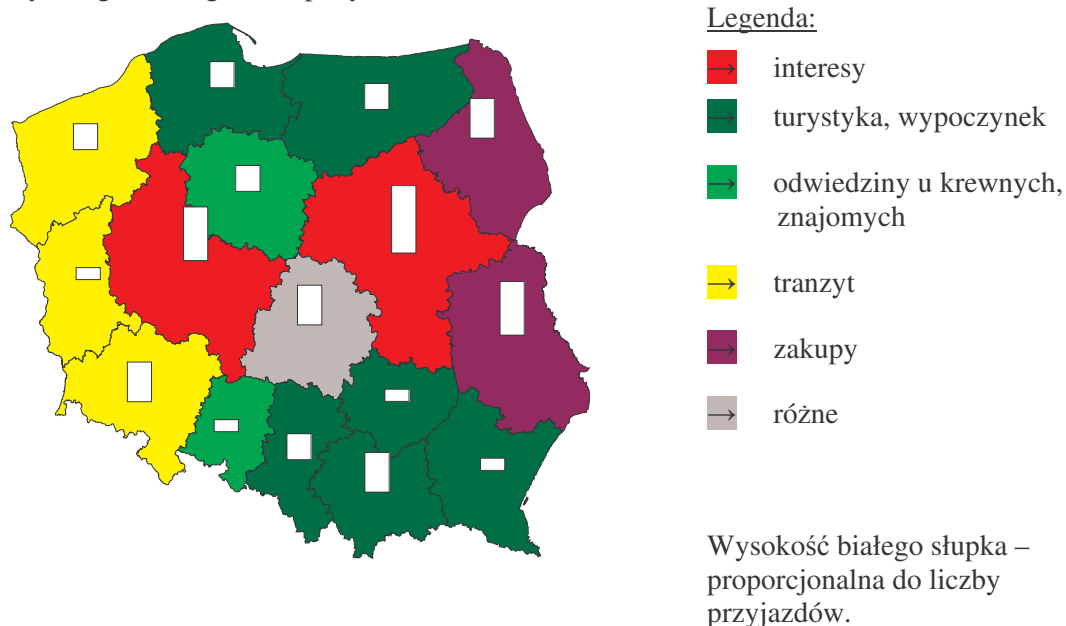 Legenda:
→ interesy
→ turystyka, wypoczynek
→ odwiedziny u krewnych,
znajomych
→ tranzyt
→ zakupy
→ różne
Wysokość białego słupka –
proporcjonalna do liczby
przyjazdów.